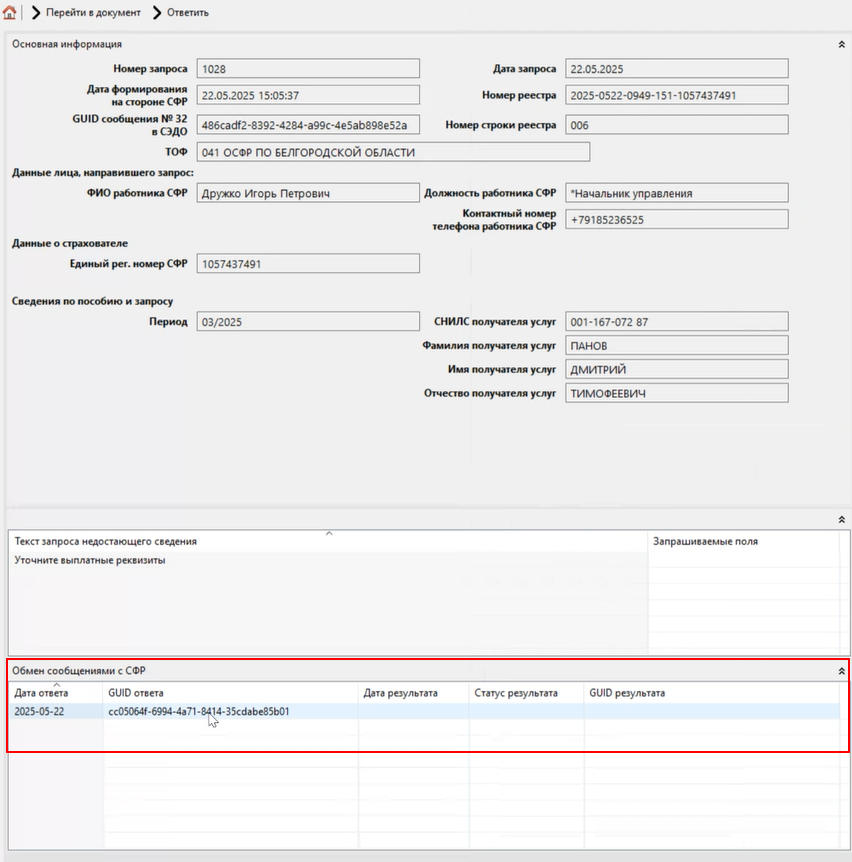 Перейти в документ Ответить
Основная информация
Номер запроса 1028 Дата запроса 22.05.2025
Дата формирования на стороне СФР 22.05.2025 15:05:37 Номер реестра 2025-0522-0949-151-1057437491
GUID сообщения № 32 в СЭДО 486cadf2-8392-4284-a99c-4e5ab898e52a Номер строки реестра 006
ТОФ 041 ОСФР ПО БЕЛГОРОДСКОЙ ОБЛАСТИ
Данные лица, направившего запрос:
ФИО работника СФР Дружко Игорь Петрович Должность работника СФР *Начальник управления
Контактный номер телефона работника СФР +79185236525
Данные о страхователе
Единый рег. номер СФР 1057437491
Сведения по пособию и запросу
Период 03/2025 СНИЛС получателя услуг 001-167-072 87
Фамилия получателя услуг ПАНОВ
Имя получателя услуг ДМИТРИЙ
Отчество получателя услуг ТИМОФЕЕВИЧ
Текст запроса недостающего сведения Запрашиваемые поля
Уточните выплатные реквизиты
Обмен сообщениями с СФР
Дата ответа GUID ответа Дата результата Статус результата GUID результата
2025-05-22 cc05064f-6994-4a71-8414-35cdabe85b01